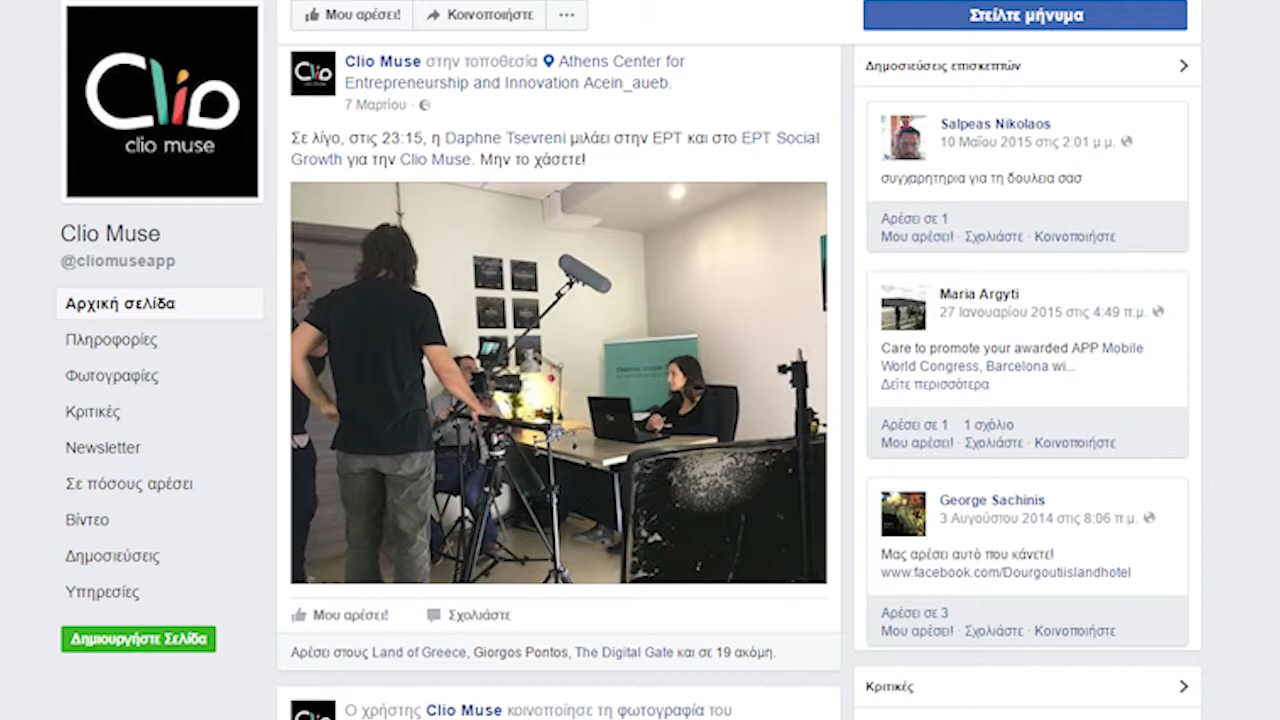 Clio
clio muse
Clio Muse
@cliomuseapp
Αρχική σελίδα
Πληροφορίες
Φωτογραφίες
Κριτικές
Newsletter
Σε πόσους αρέσει
Βίντεο
Δημοσιεύσεις
Υπηρεσίες
Δημιουργήστε Σελίδα
Μου αρέσει! Κοινοποιήστε ...
Clio Muse στην τοποθεσία Athens Center for
Entrepreneurship and Innovation Acein_aueb.
7 Μαρτίου ·
Σε λίγο, στις 23:15, η Daphne Tsevreni μιλάει στην ΕΡΤ και στο ΕΡΤ Social
Growth για την Clio Muse. Μην το χάσετε!
Μου αρέσει! Σχολιάστε
Αρέσει στους Land of Greece, Giorgos Pontos, The Digital Gate και σε 19 ακόμη.
Ο χρήστης Clio Muse κοινοποίησε τη φωτογραφία του
Στείλτε μήνυμα
Δημοσιεύσεις επισκεπτών
Salpeas Nikolaos
10 Μαΐου 2015 στις 2:01 μ.μ.
συγχαρητηρια για τη δουλεια σασ
Αρέσει σε 1
Μου αρέσει! · Σχολιάστε · Κοινοποιήστε
Maria Argyti
27 Ιανουαρίου 2015 στις 4:49 π.μ.
Care to promote your awarded APP Mobile
World Congress, Barcelona wi...
Δείτε περισσότερα
Αρέσει σε 1 1 σχόλιο
Μου αρέσει! · Σχολιάστε · Κοινοποιήστε
George Sachinis
3 Αυγούστου 2014 στις 8:06 π.μ.
Μας αρέσει αυτό που κάνετε!
www.facebook.com/Dourgoutiislandhotel
Αρέσει σε 3
Μου αρέσει! · Σχολιάστε · Κοινοποιήστε
Κριτικές